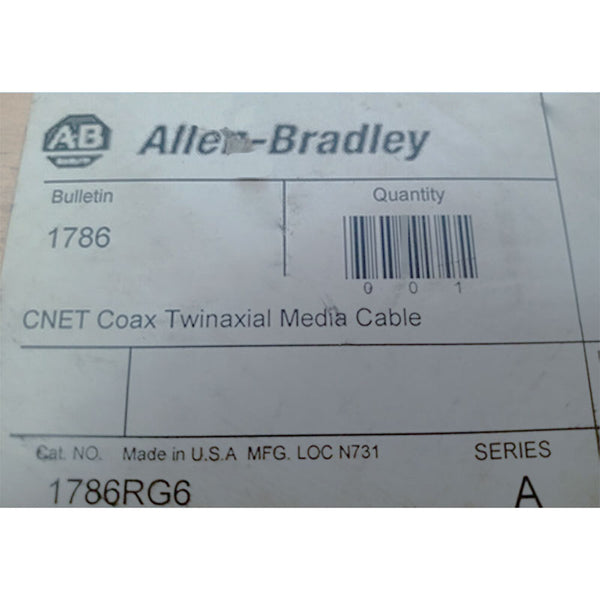 AB Allen-Bradley
Bulletin
Quantity
1786
0 0 1
CNET Coax Twinaxial Media Cable
Cat. NO. Made in U.S.A MFG. LOC N731
SERIES
1786RG6
A